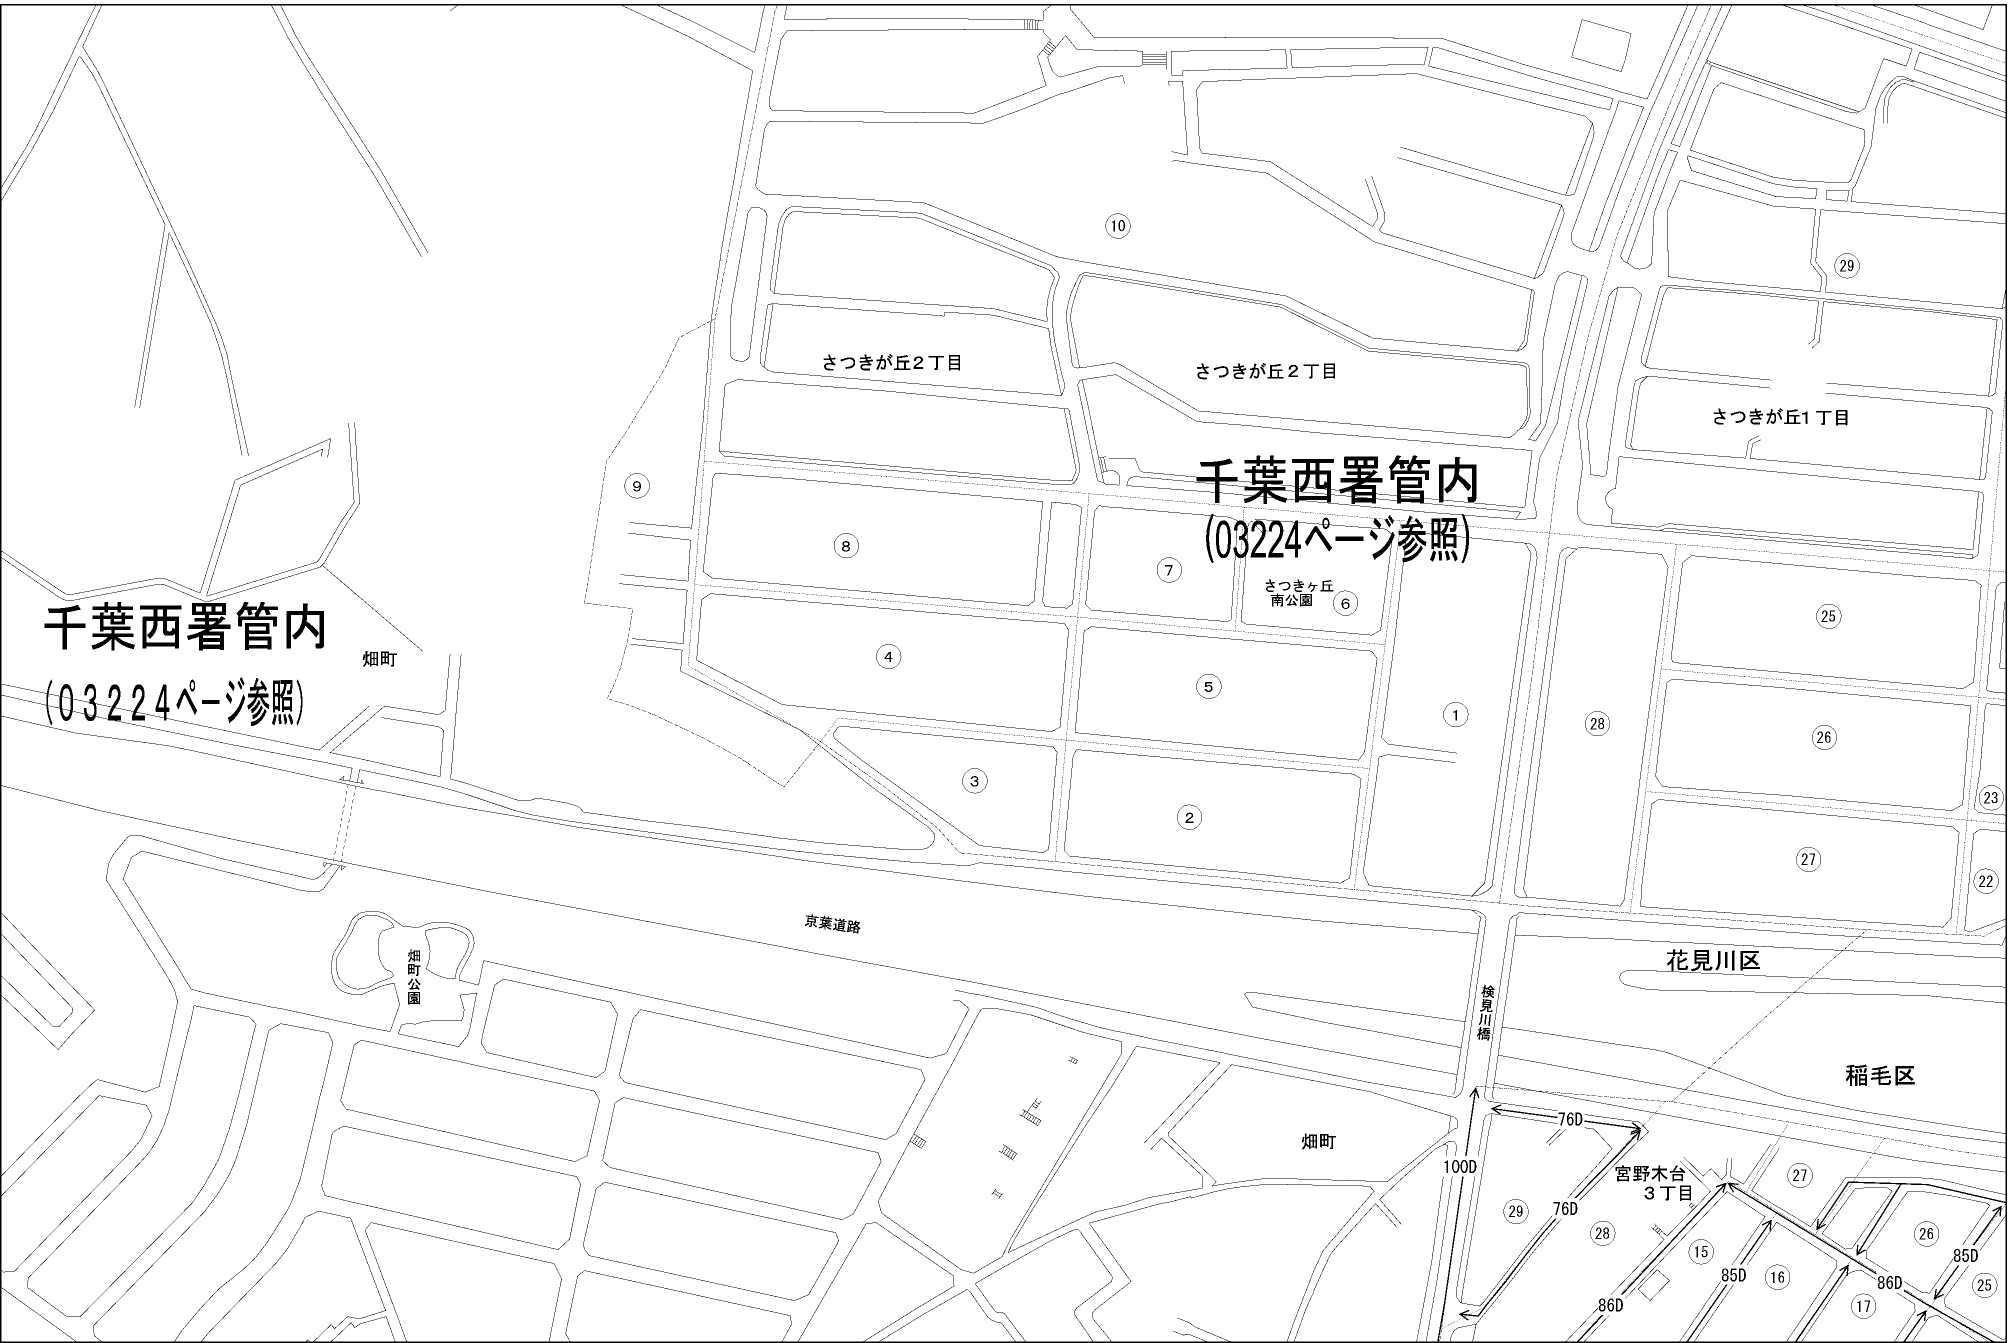 ⑩
㉙
さつきが丘２丁目
さつきが丘２丁目
さつきが丘１丁目
千葉西署管内
(03224ページ参照)
⑨
⑧
⑦
さつきヶ丘
南公園
⑥
㉕
千葉西署管内
(０３２２４ページ参照)
畑町
④
⑤
①
㉘
㉖
③
②
㉓
㉗
㉒
京葉道路
花見川区
畑町公園
検見川橋
稲毛区
76D
畑町
100D
宮野木台
３丁目
㉗
㉙
76D
㉘
⑮
㉖
85D
85D
⑯
86D
㉕
86D
⑰